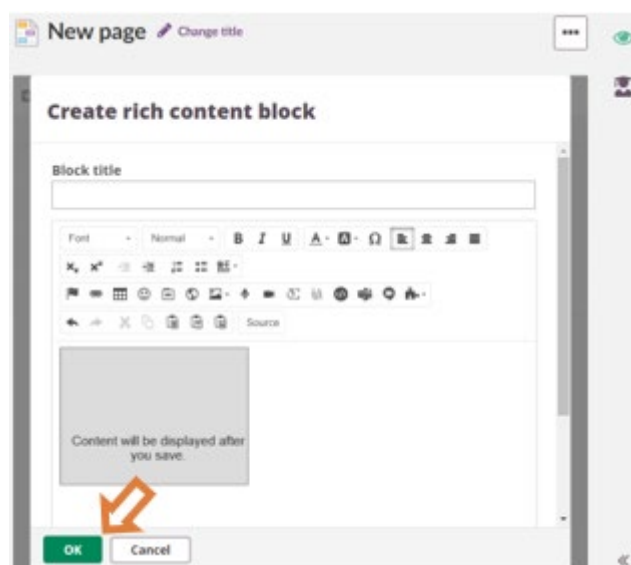 New page Change title
Create rich content block
Block title
Font Normal B I U A A Ω
Source
Content will be displayed after
you save.
OK Cancel